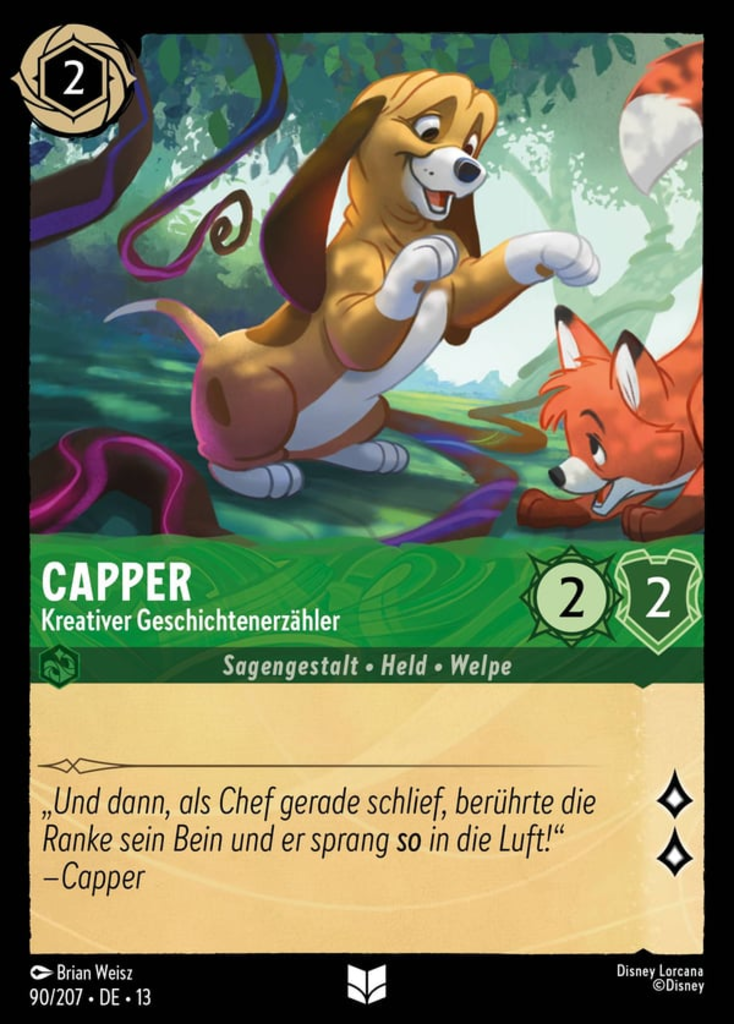 2
CAPPER
Kreativer Geschichtenerzähler
2
2
Sagengestalt • Held • Welpe
„Und dann, als Chef gerade schlief, berührte die
Ranke sein Bein und er sprang so in die Luft!“
–Capper
Brian Weisz
90/207 • DE • 13
Disney Lorcana
©Disney